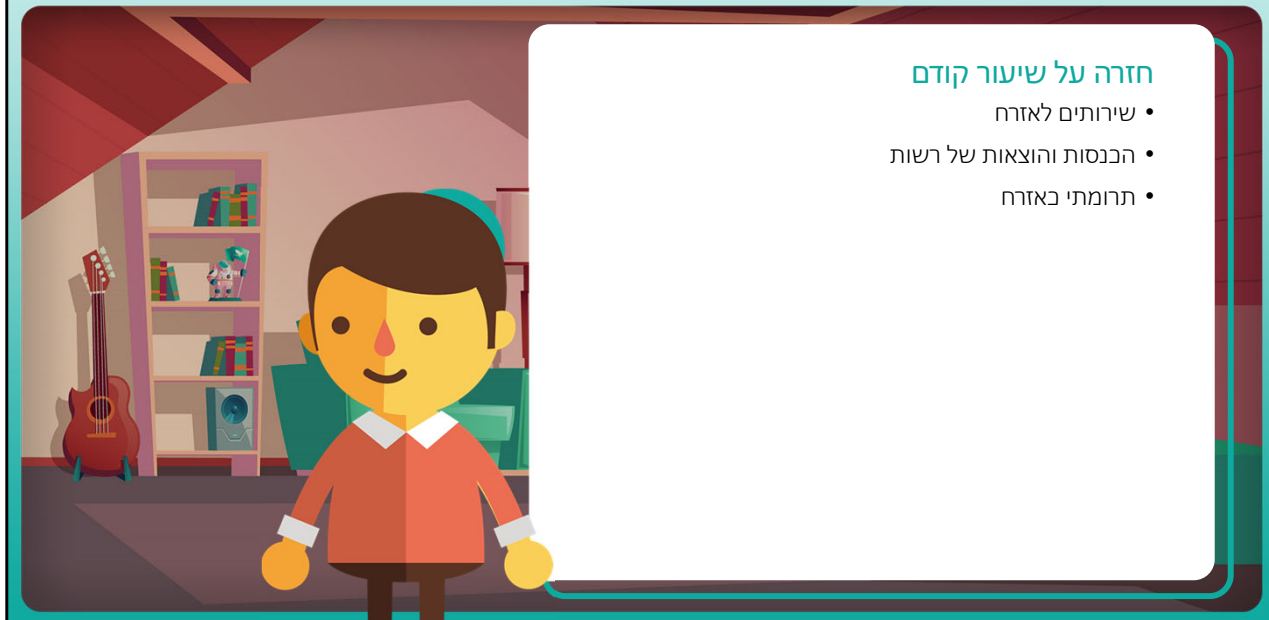 חזרה על שיעור קודם
• שירותים לאזרח
• הכנסות והוצאות של רשות
• תרומתי כאזרח